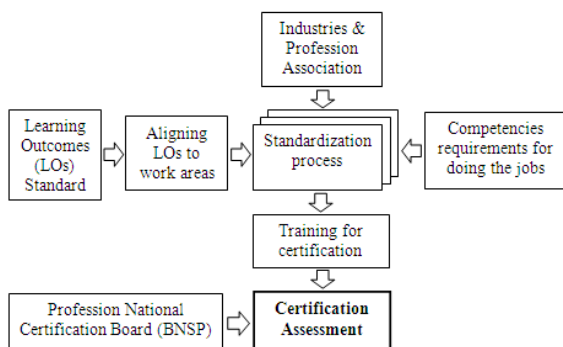 Industries &
Profession
Association
Learning
Outcomes
(LOs)
Standard
Aligning
LOs to
work areas
Standardization
process
Competencies
requirements for
doing the jobs
Training for
certification
Profession National
Certification Board (BNSP)
Certification
Assessment